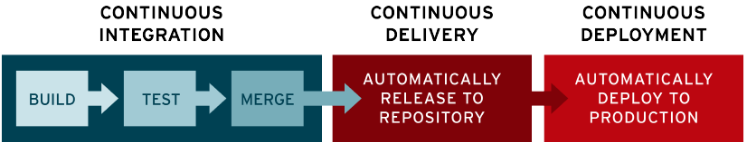 CONTINUOUS
INTEGRATION
CONTINUOUS
DELIVERY
CONTINUOUS
DEPLOYMENT
BUILD
TEST
MERGE
AUTOMATICALLY
RELEASE TO
REPOSITORY
AUTOMATICALLY
DEPLOY TO
PRODUCTION